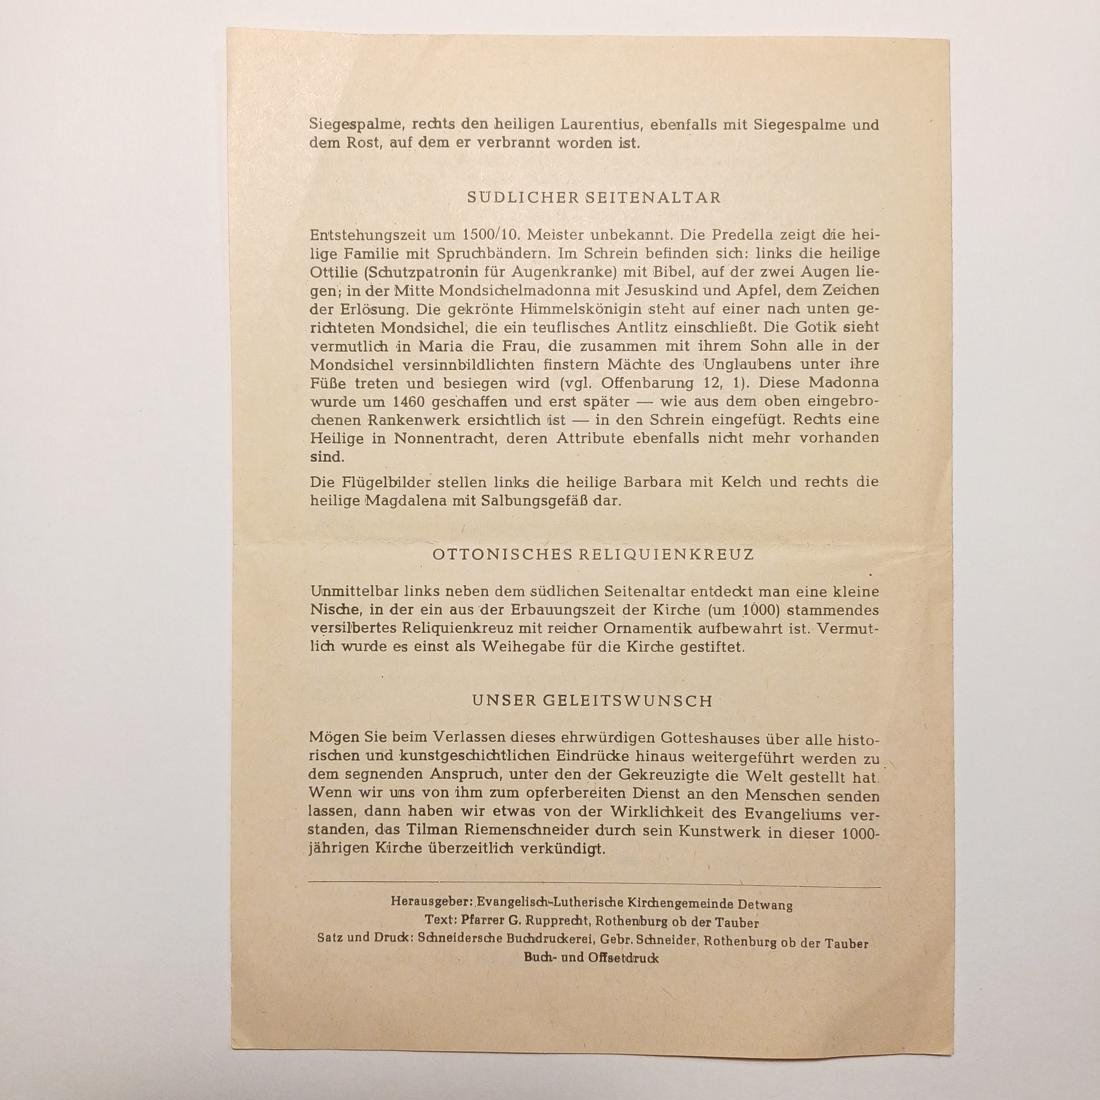 Siegespalme, rechts den heiligen Laurentius, ebenfalls mit Siegespalme und
dem Rost, auf dem er verbrannt worden ist.
SÜDLICHER SEITENALTAR
Entstehungszeit um 1500/10. Meister unbekannt. Die Predella zeigt die hei-
lige Familie mit Spruchbändern. Im Schrein befinden sich: links die heilige
Ottilie (Schutzpatronin für Augenkranke) mit Bibel, auf der zwei Augen lie-
gen; in der Mitte Mondsichelmadonna mit Jesuskind und Apfel, dem Zeichen
der Erlösung. Die gekrönte Himmelskönigin steht auf einer nach unten ge-
richteten Mondsichel, die ein teuflisches Antlitz einschließt. Die Gotik sieht
vermutlich in Maria die Frau, die zusammen mit ihrem Sohn alle in der
Mondsichel versinnbildlichten finstern Mächte des Unglaubens unter ihre
Füße treten und besiegen wird (vgl. Offenbarung 12, 1). Diese Madonna
wurde um 1460 geschaffen und erst später — wie aus dem oben eingebro-
chenen Rankenwerk ersichtlich ist — in den Schrein eingefügt. Rechts eine
Heilige in Nonnentracht, deren Attribute ebenfalls nicht mehr vorhanden
sind.
Die Flügelbilder stellen links die heilige Barbara mit Kelch und rechts die
heilige Magdalena mit Salbungsgefäß dar.
OTTONISCHES RELIQUIENKREUZ
Unmittelbar links neben dem südlichen Seitenaltar entdeckt man eine kleine
Nische, in der ein aus der Erbauungszeit der Kirche (um 1000) stammendes
versilbertes Reliquienkreuz mit reicher Ornamentik aufbewahrt ist. Vermut-
lich wurde es einst als Weihegabe für die Kirche gestiftet.
UNSER GELEITSWUNSCH
Mögen Sie beim Verlassen dieses ehrwürdigen Gotteshauses über alle histo-
rischen und kunstgeschichtlichen Eindrücke hinaus weitergeführt werden zu
dem segnenden Anspruch, unter den der Gekreuzigte die Welt gestellt hat.
Wenn wir uns von ihm zum opferbereiten Dienst an den Menschen senden
lassen, dann haben wir etwas von der Wirklichkeit des Evangeliums ver-
standen, das Tilman Riemenschneider durch sein Kunstwerk in dieser 1000-
jährigen Kirche überzeitlich verkündigt.
Herausgeber: Evangelisch-Lutherische Kirchengemeinde Detwang
Text: Pfarrer G. Rupprecht, Rothenburg ob der Tauber
Satz und Druck: Schneidersche Buchdruckerei, Gebr. Schneider, Rothenburg ob der Tauber
Buch- und Offsetdruck